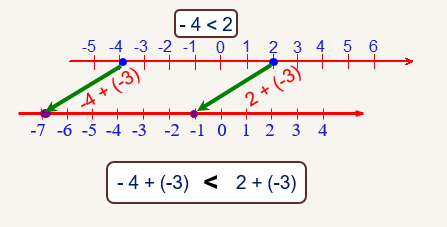 - 4 < 2
-5 -4 -3 -2 -1 0 1 2 3 4 5 6
-4 + (-3) 2 + (-3)
-7 -6 -5 -4 -3 -2 -1 0 1 2 3 4
- 4 + (-3) < 2 + (-3)